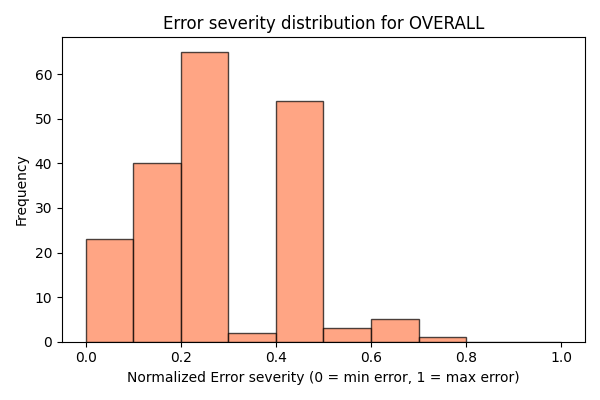 Error severity distribution for OVERALL
Frequency
60
50
40
30
20
10
0
0.0 0.2 0.4 0.6 0.8 1.0
Normalized Error severity (0 = min error, 1 = max error)